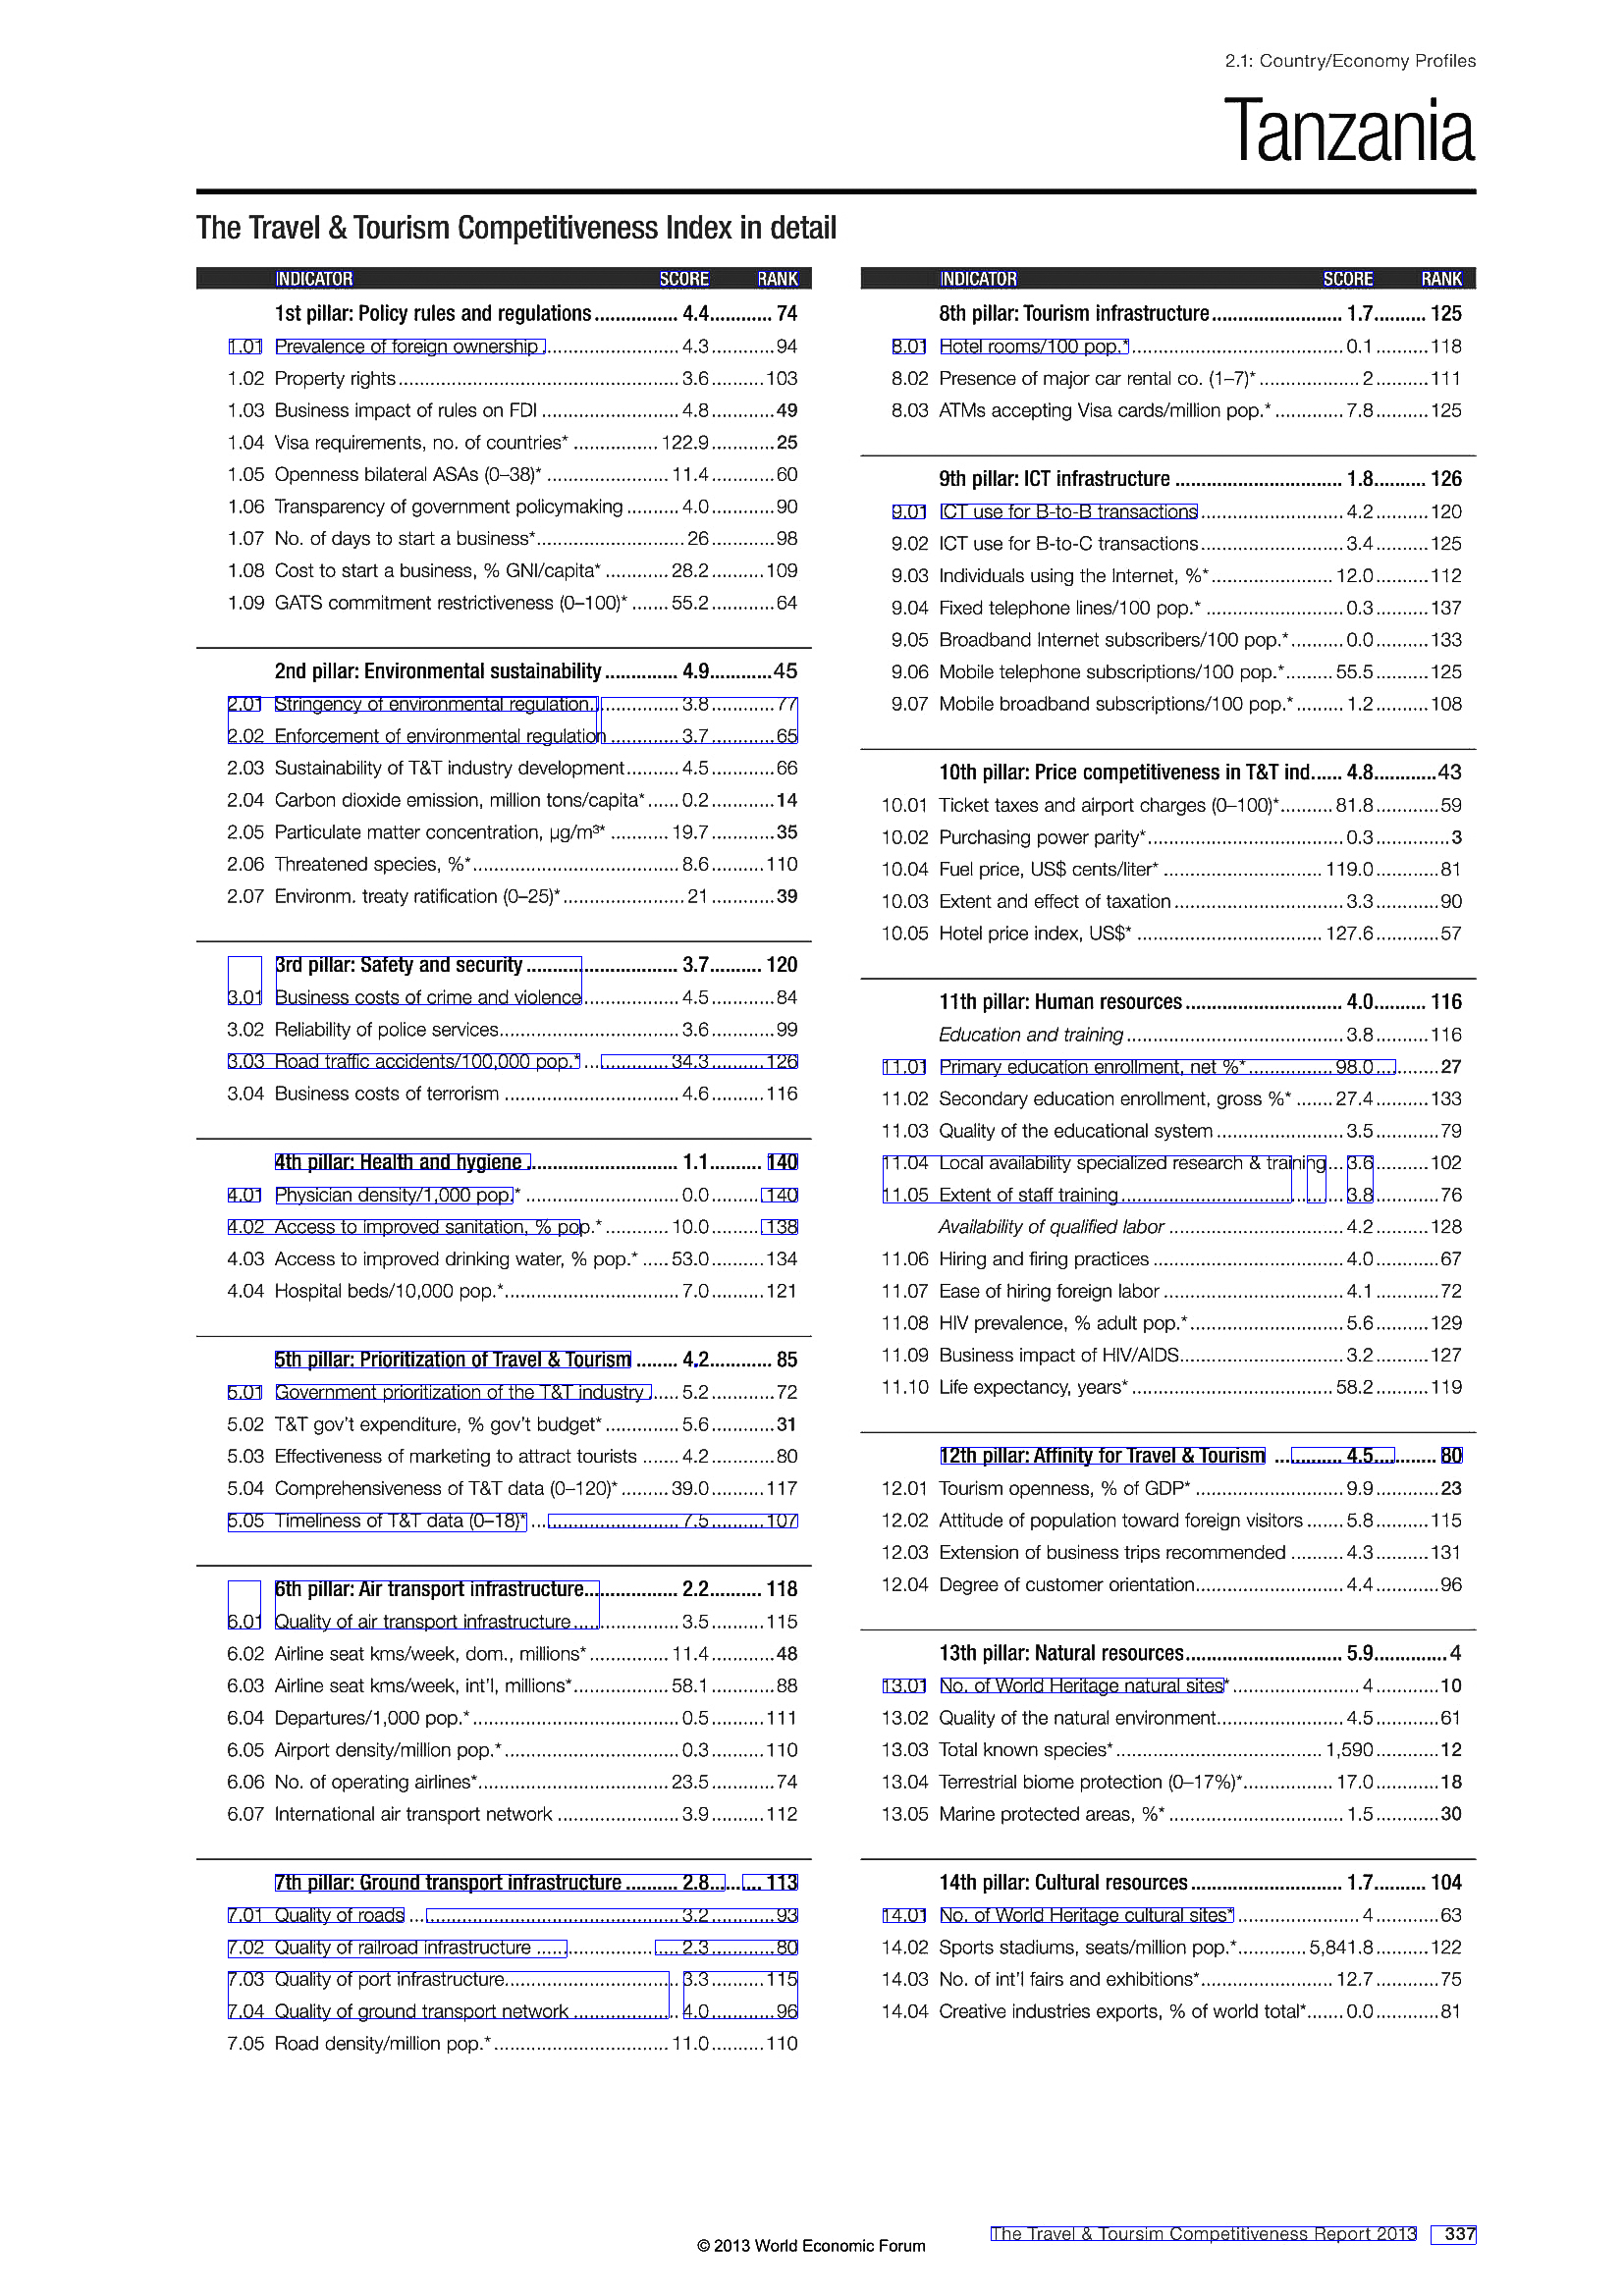 2.1: Country/Economy Profiles
Tanzania
The Travel & Tourism Competitiveness Index in detail
INDICATOR SCORE RANK
1st pillar: Policy rules and regulations ............... 4.4............ 74
1.01 Prevalence of foreign ownership .......................... 4.3 ............ 94
1.02 Property rights ..................................................... 3.6 .......... 103
1.03 Business impact of rules on FDI .......................... 4.8 ............ 49
1.04 Visa requirements, no. of countries* ................ 122.9 ............ 25
1.05 Openness bilateral ASAs (0–38)* ....................... 11.4 ............ 60
1.06 Transparency of government policymaking .......... 4.0 ............ 90
1.07 No. of days to start a business* ............................ 26 ............ 98
1.08 Cost to start a business, % GNI/capita* ............ 28.2 .......... 109
1.09 GATS commitment restrictiveness (0–100)* ....... 55.2 ............ 64
2nd pillar: Environmental sustainability .............. 4.9............ 45
2.01 Stringency of environmental regulation ................ 3.8 ............ 77
2.02 Enforcement of environmental regulation ............. 3.7 ............ 65
2.03 Sustainability of T&T industry development .......... 4.5 ............ 66
2.04 Carbon dioxide emission, million tons/capita* ...... 0.2 ............ 14
2.05 Particulate matter concentration, µg/m³* ........... 19.7 ............ 35
2.06 Threatened species, %* ....................................... 8.6 .......... 110
2.07 Environm. treaty ratification (0–25)* ....................... 21 ............ 39
3rd pillar: Safety and security ............................. 3.7.......... 120
3.01 Business costs of crime and violence .................. 4.5 ............ 84
3.02 Reliability of police services .................................. 3.6 ............ 99
3.03 Road traffic accidents/100,000 pop.* ................ 34.3 .......... 126
3.04 Business costs of terrorism ................................. 4.6 .......... 116
4th pillar: Health and hygiene ............................. 1.1.......... 140
4.01 Physician density/1,000 pop.* ............................. 0.0 .......... 140
4.02 Access to improved sanitation, % pop.* ............ 10.0 .......... 138
4.03 Access to improved drinking water, % pop.* ..... 53.0 .......... 134
4.04 Hospital beds/10,000 pop.* ................................. 7.0 .......... 121
5th pillar: Prioritization of Travel & Tourism ........ 4.2............ 85
5.01 Government prioritization of the T&T industry ...... 5.2 ............ 72
5.02 T&T gov’t expenditure, % gov’t budget* .............. 5.6 ............ 31
5.03 Effectiveness of marketing to attract tourists ....... 4.2 ............ 80
5.04 Comprehensiveness of T&T data (0–120)* ......... 39.0 .......... 117
5.05 Timeliness of T&T data (0–18)* ............................ 7.5 .......... 107
6th pillar: Air transport infrastructure .................. 2.2.......... 118
6.01 Quality of air transport infrastructure .................... 3.5 .......... 115
6.02 Airline seat kms/week, dom., millions* ............... 11.4 ............ 48
6.03 Airline seat kms/week, int’l, millions* .................. 58.1 ............ 88
6.04 Departures/1,000 pop.* ....................................... 0.5 .......... 111
6.05 Airport density/million pop.* ................................. 0.3 .......... 110
6.06 No. of operating airlines* .................................... 23.5 ............ 74
6.07 International air transport network ....................... 3.9 .......... 112
7th pillar: Ground transport infrastructure .......... 2.8.......... 113
7.01 Quality of roads ................................................... 3.2 ............ 93
7.02 Quality of railroad infrastructure ........................... 2.3 ............ 80
7.03 Quality of port infrastructure ................................. 3.3 .......... 115
7.04 Quality of ground transport network .................... 4.0 ............ 96
7.05 Road density/million pop.* ................................. 11.0 .......... 110
INDICATOR SCORE RANK
8th pillar: Tourism infrastructure ......................... 1.7.......... 125
8.01 Hotel rooms/100 pop.* ........................................ 0.1 .......... 118
8.02 Presence of major car rental co. (1–7)* ................... 2 .......... 111
8.03 ATMs accepting Visa cards/million pop.* ............. 7.8 .......... 125
9th pillar: ICT infrastructure ................................ 1.8.......... 126
9.01 ICT use for B-to-B transactions ........................... 4.2 .......... 120
9.02 ICT use for B-to-C transactions ........................... 3.4 .......... 125
9.03 Individuals using the Internet, %* ....................... 12.0 .......... 112
9.04 Fixed telephone lines/100 pop.* .......................... 0.3 .......... 137
9.05 Broadband Internet subscribers/100 pop.* .......... 0.0 .......... 133
9.06 Mobile telephone subscriptions/100 pop.* ......... 55.5 .......... 125
9.07 Mobile broadband subscriptions/100 pop.* ......... 1.2 .......... 108
10th pillar: Price competitiveness in T&T ind...... 4.8............ 43
10.01 Ticket taxes and airport charges (0–100)* .......... 81.8 ............ 59
10.02 Purchasing power parity* ..................................... 0.3 .............. 3
10.04 Fuel price, US$ cents/liter* .............................. 119.0 ............ 81
10.03 Extent and effect of taxation ................................ 3.3 ............ 90
10.05 Hotel price index, US$* ................................... 127.6 ............ 57
11th pillar: Human resources .............................. 4.0.......... 116
Education and training ......................................... 3.8 .......... 116
11.01 Primary education enrollment, net %* ................ 98.0 ............ 27
11.02 Secondary education enrollment, gross %* ....... 27.4 .......... 133
11.03 Quality of the educational system ........................ 3.5 ............ 79
11.04 Local availability specialized research & training ... 3.6 .......... 102
11.05 Extent of staff training .......................................... 3.8 ............ 76
Availability of qualified labor ................................. 4.2 .......... 128
11.06 Hiring and firing practices .................................... 4.0 ............ 67
11.07 Ease of hiring foreign labor .................................. 4.1 ............ 72
11.08 HIV prevalence, % adult pop.* ............................. 5.6 .......... 129
11.09 Business impact of HIV/AIDS ............................... 3.2 .......... 127
11.10 Life expectancy, years* ...................................... 58.2 .......... 119
12th pillar: Affinity for Travel & Tourism ............. 4.5............ 80
12.01 Tourism openness, % of GDP* ............................ 9.9 ............ 23
12.02 Attitude of population toward foreign visitors ....... 5.8 .......... 115
12.03 Extension of business trips recommended .......... 4.3 .......... 131
12.04 Degree of customer orientation ............................ 4.4 ............ 96
13th pillar: Natural resources .............................. 5.9.............. 4
13.01 No. of World Heritage natural sites* ........................ 4 ............ 10
13.02 Quality of the natural environment ........................ 4.5 ............ 61
13.03 Total known species* ....................................... 1,590 ............ 12
13.04 Terrestrial biome protection (0–17%)* ................. 17.0 ............ 18
13.05 Marine protected areas, %* ................................. 1.5 ............ 30
14th pillar: Cultural resources ............................. 1.7.......... 104
14.01 No. of World Heritage cultural sites* ....................... 4 ............ 63
14.02 Sports stadiums, seats/million pop.* ............. 5,841.8 .......... 122
14.03 No. of int’l fairs and exhibitions* .......................... 12.7 ............ 75
14.04 Creative industries exports, % of world total* ....... 0.0 ............ 81
The Travel & Toursim Competitiveness Report 2013 337
© 2013 World Economic Forum